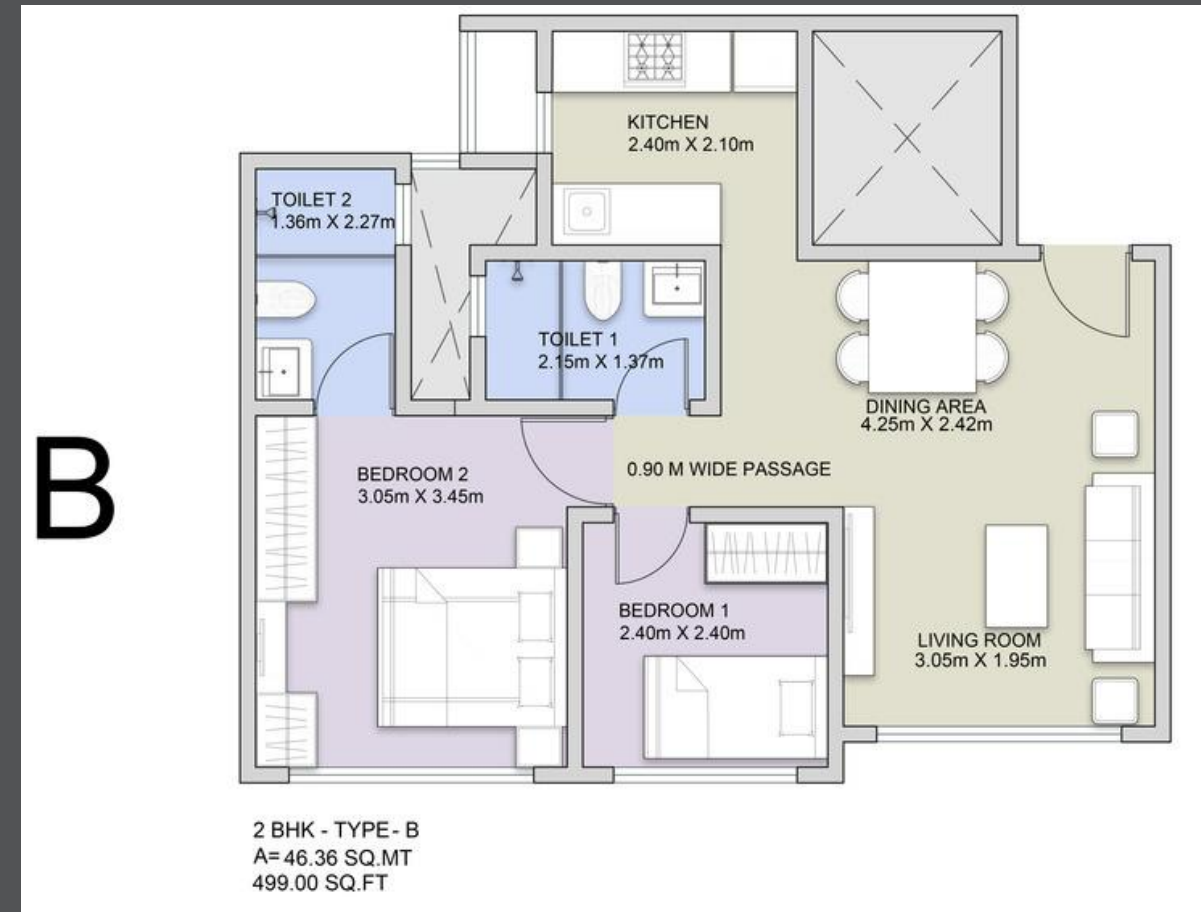 KITCHEN
2.40m X 2.10m
TOILET 2
1.36m X 2.27m
TOILET 1
2.15m X 1.37m
DINING AREA
4.25m X 2.42m
B
BEDROOM 2
3.05m X 3.45m
0.90 M WIDE PASSAGE
BEDROOM 1
2.40m X 2.40m
LIVING ROOM
3.05m X 1.95m
2 BHK - TYPE- B
A= 46.36 SQ.MT
499.00 SQ.FT